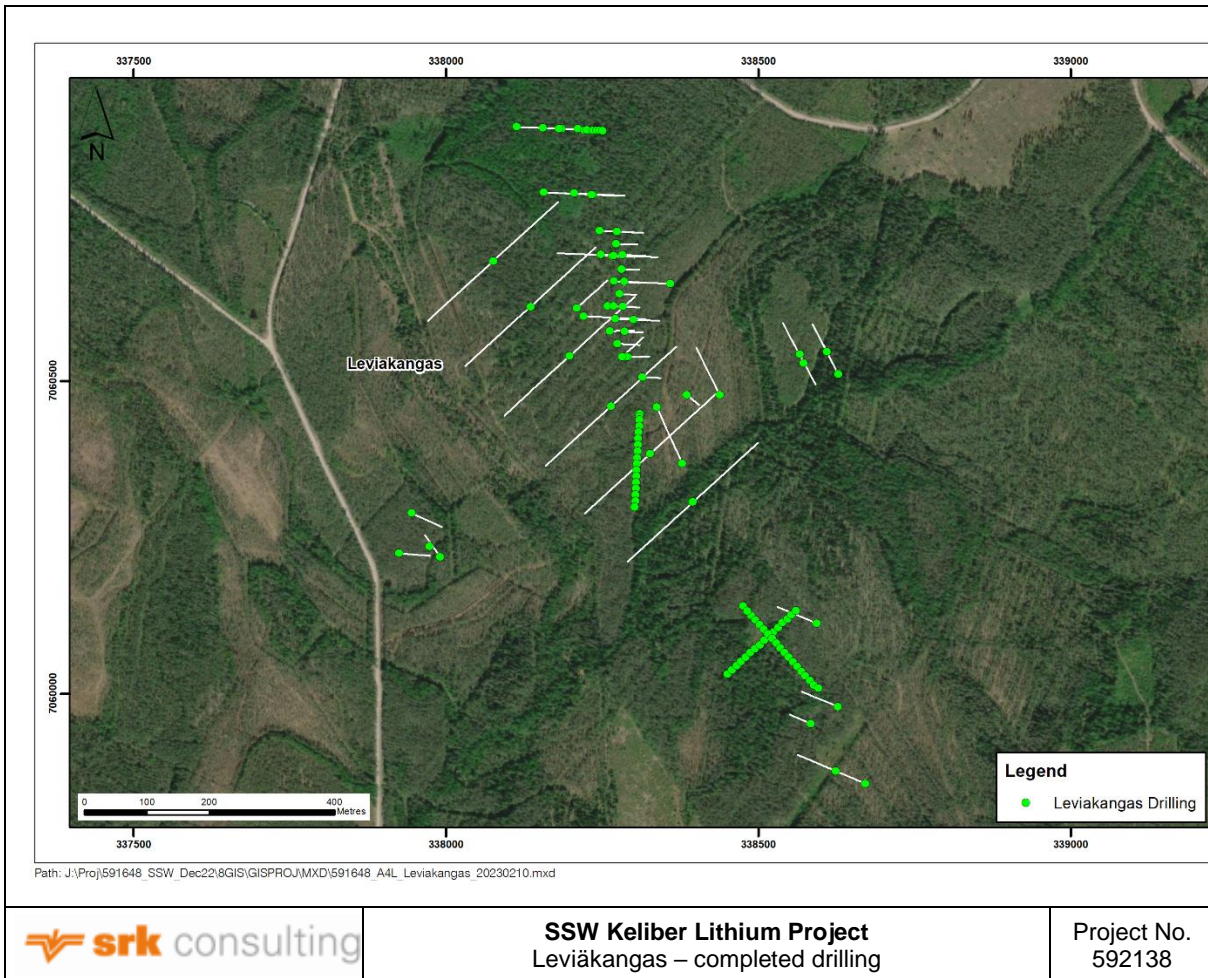 337500 338000 338500 339000
N
Leviakangas
7060500
7060000
Legend
Leviakangas Drilling
0 100 200 400
Metres
337500 338000 338500 339000
Path: J:\Proj\591648_SSW_Dec22\8GIS\GISPROJ\MXD\591648_A4L_Leviakangas_20230210.mxd
srk consulting
SSW Keliber Lithium Project
Leviäkangas – completed drilling
Project No.
592138